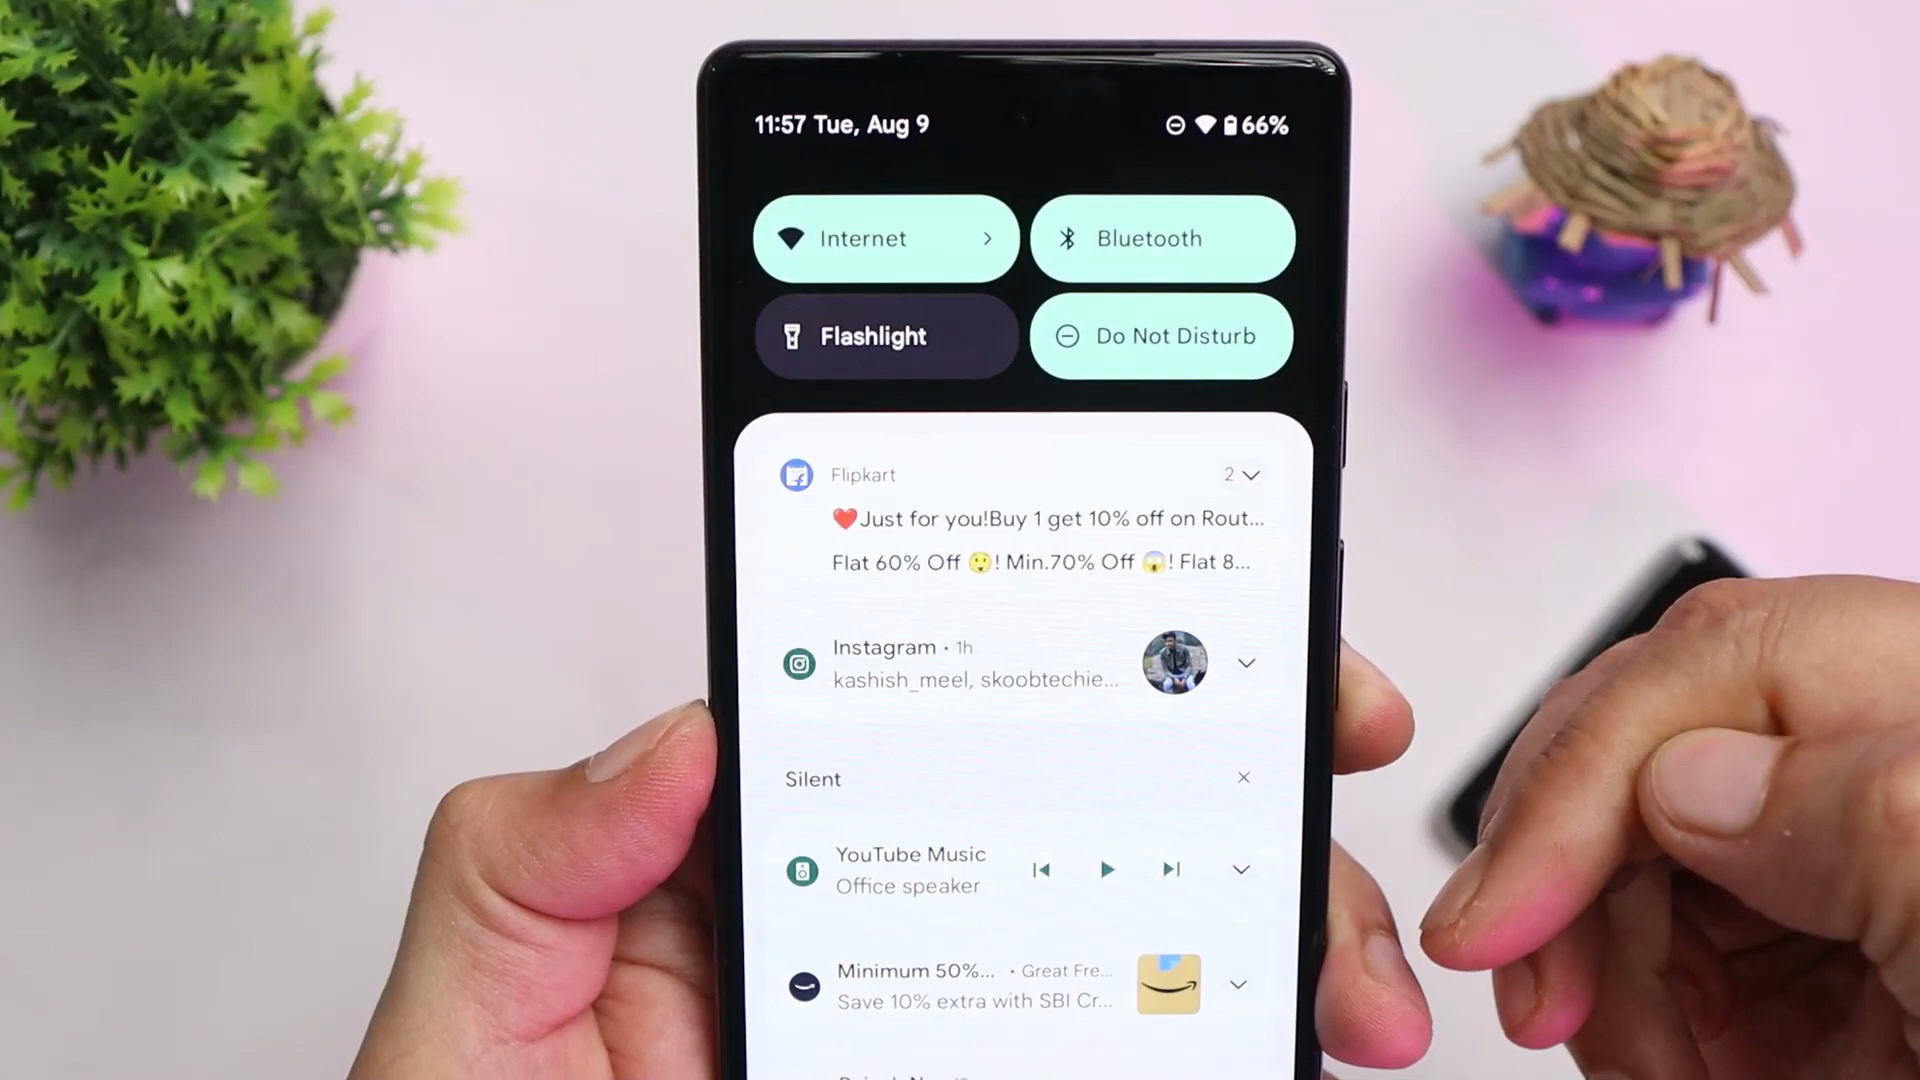 11:57 Tue, Aug 9
66%
Internet
Bluetooth
Flashlight
Do Not Disturb
Flipkart
2
❤️Just for you!Buy 1 get 10% off on Rout...
Flat 60% Off 😲! Min.70% Off 😱! Flat 8...
Instagram • 1h
kashish_meel, skoobtechie...
Silent
YouTube Music
Office speaker
Minimum 50%... • Great Fre...
Save 10% extra with SBI Cr...